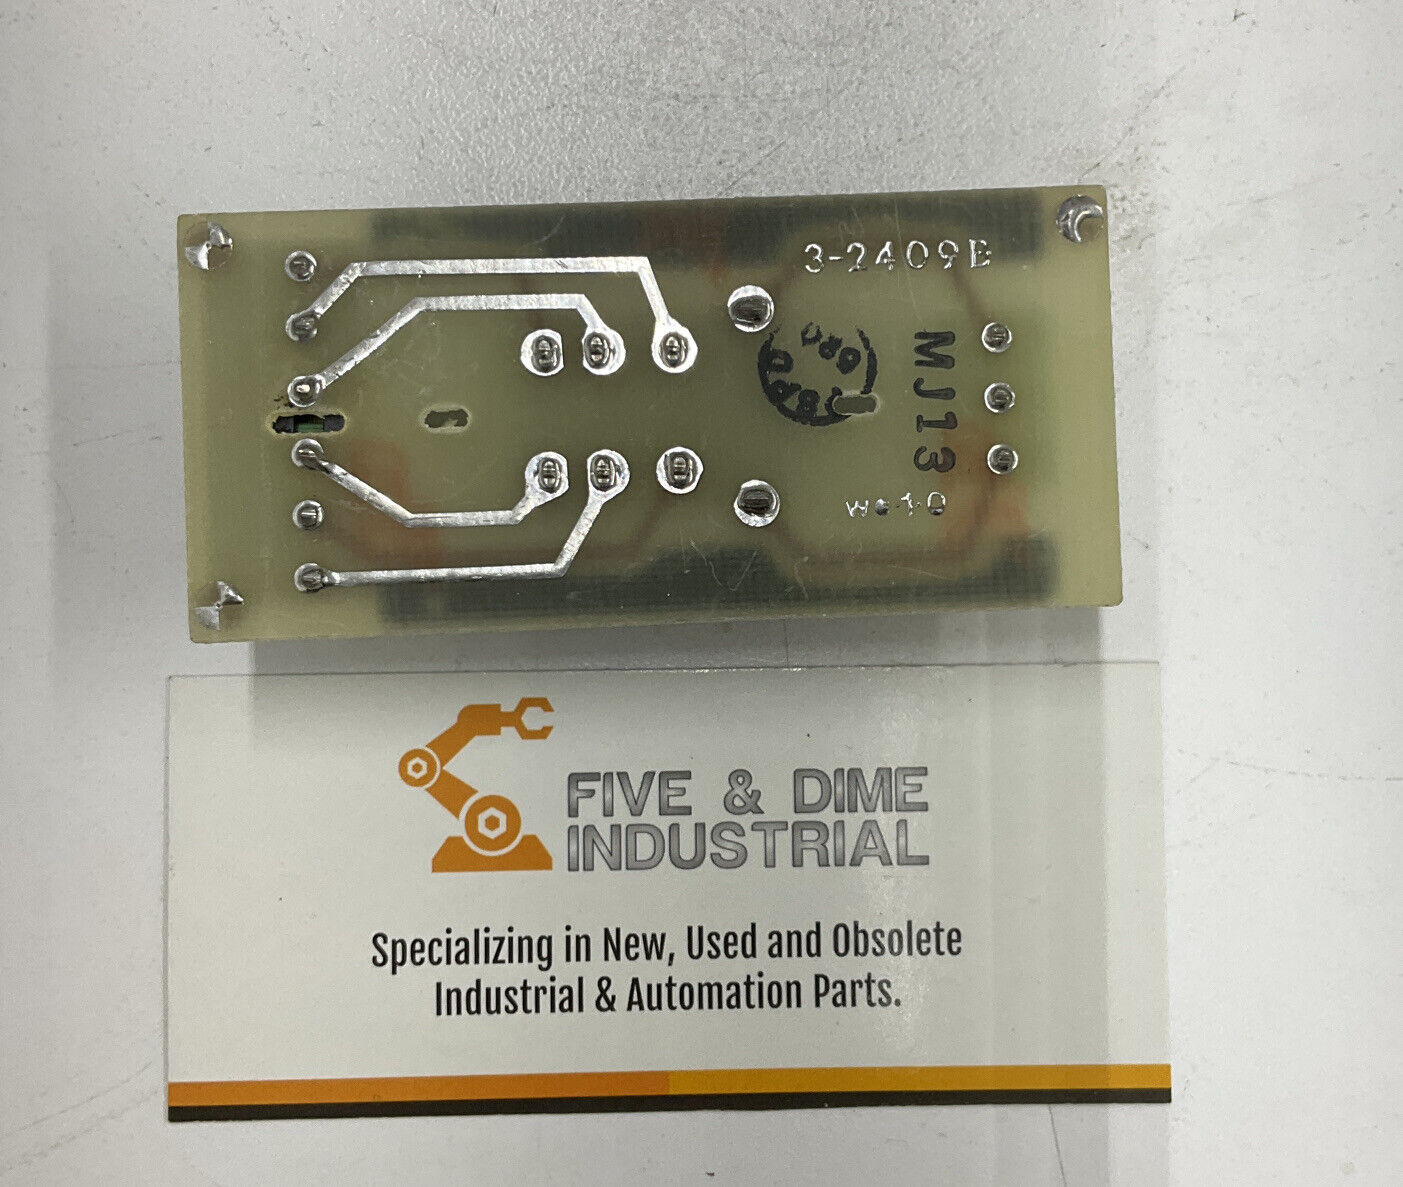 3-2409B
MJ13
FIVE & DIME
INDUSTRIAL
Specializing in New, Used and Obsolete
Industrial & Automation Parts.